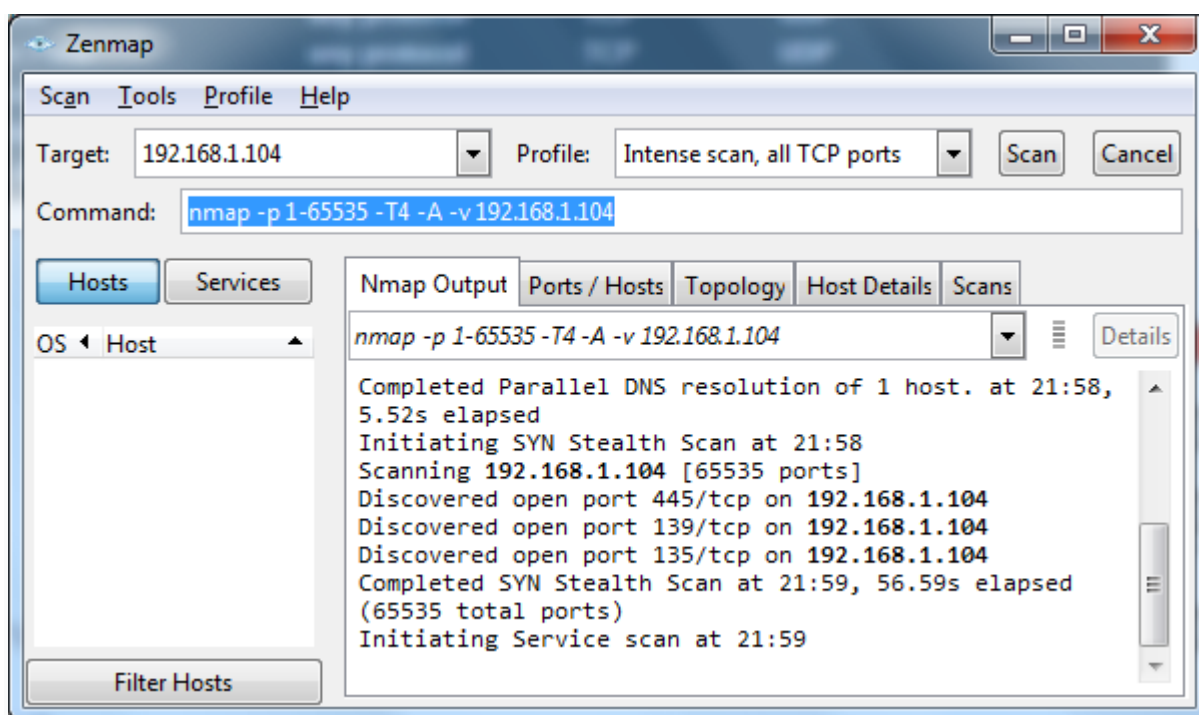 Zenmap
Scan Tools Profile Help
Target: 192.168.1.104 Profile: Intense scan, all TCP ports Scan Cancel
Command: nmap -p 1-65535 -T4 -A -v 192.168.1.104
Hosts Services Nmap Output Ports / Hosts Topology Host Details Scans
OS Host nmap -p 1-65535 -T4 -A -v 192.168.1.104 Details
Completed Parallel DNS resolution of 1 host. at 21:58,
5.52s elapsed
Initiating SYN Stealth Scan at 21:58
Scanning 192.168.1.104 [65535 ports]
Discovered open port 445/tcp on 192.168.1.104
Discovered open port 139/tcp on 192.168.1.104
Discovered open port 135/tcp on 192.168.1.104
Completed SYN Stealth Scan at 21:59, 56.59s elapsed
(65535 total ports)
Initiating Service scan at 21:59
Filter Hosts